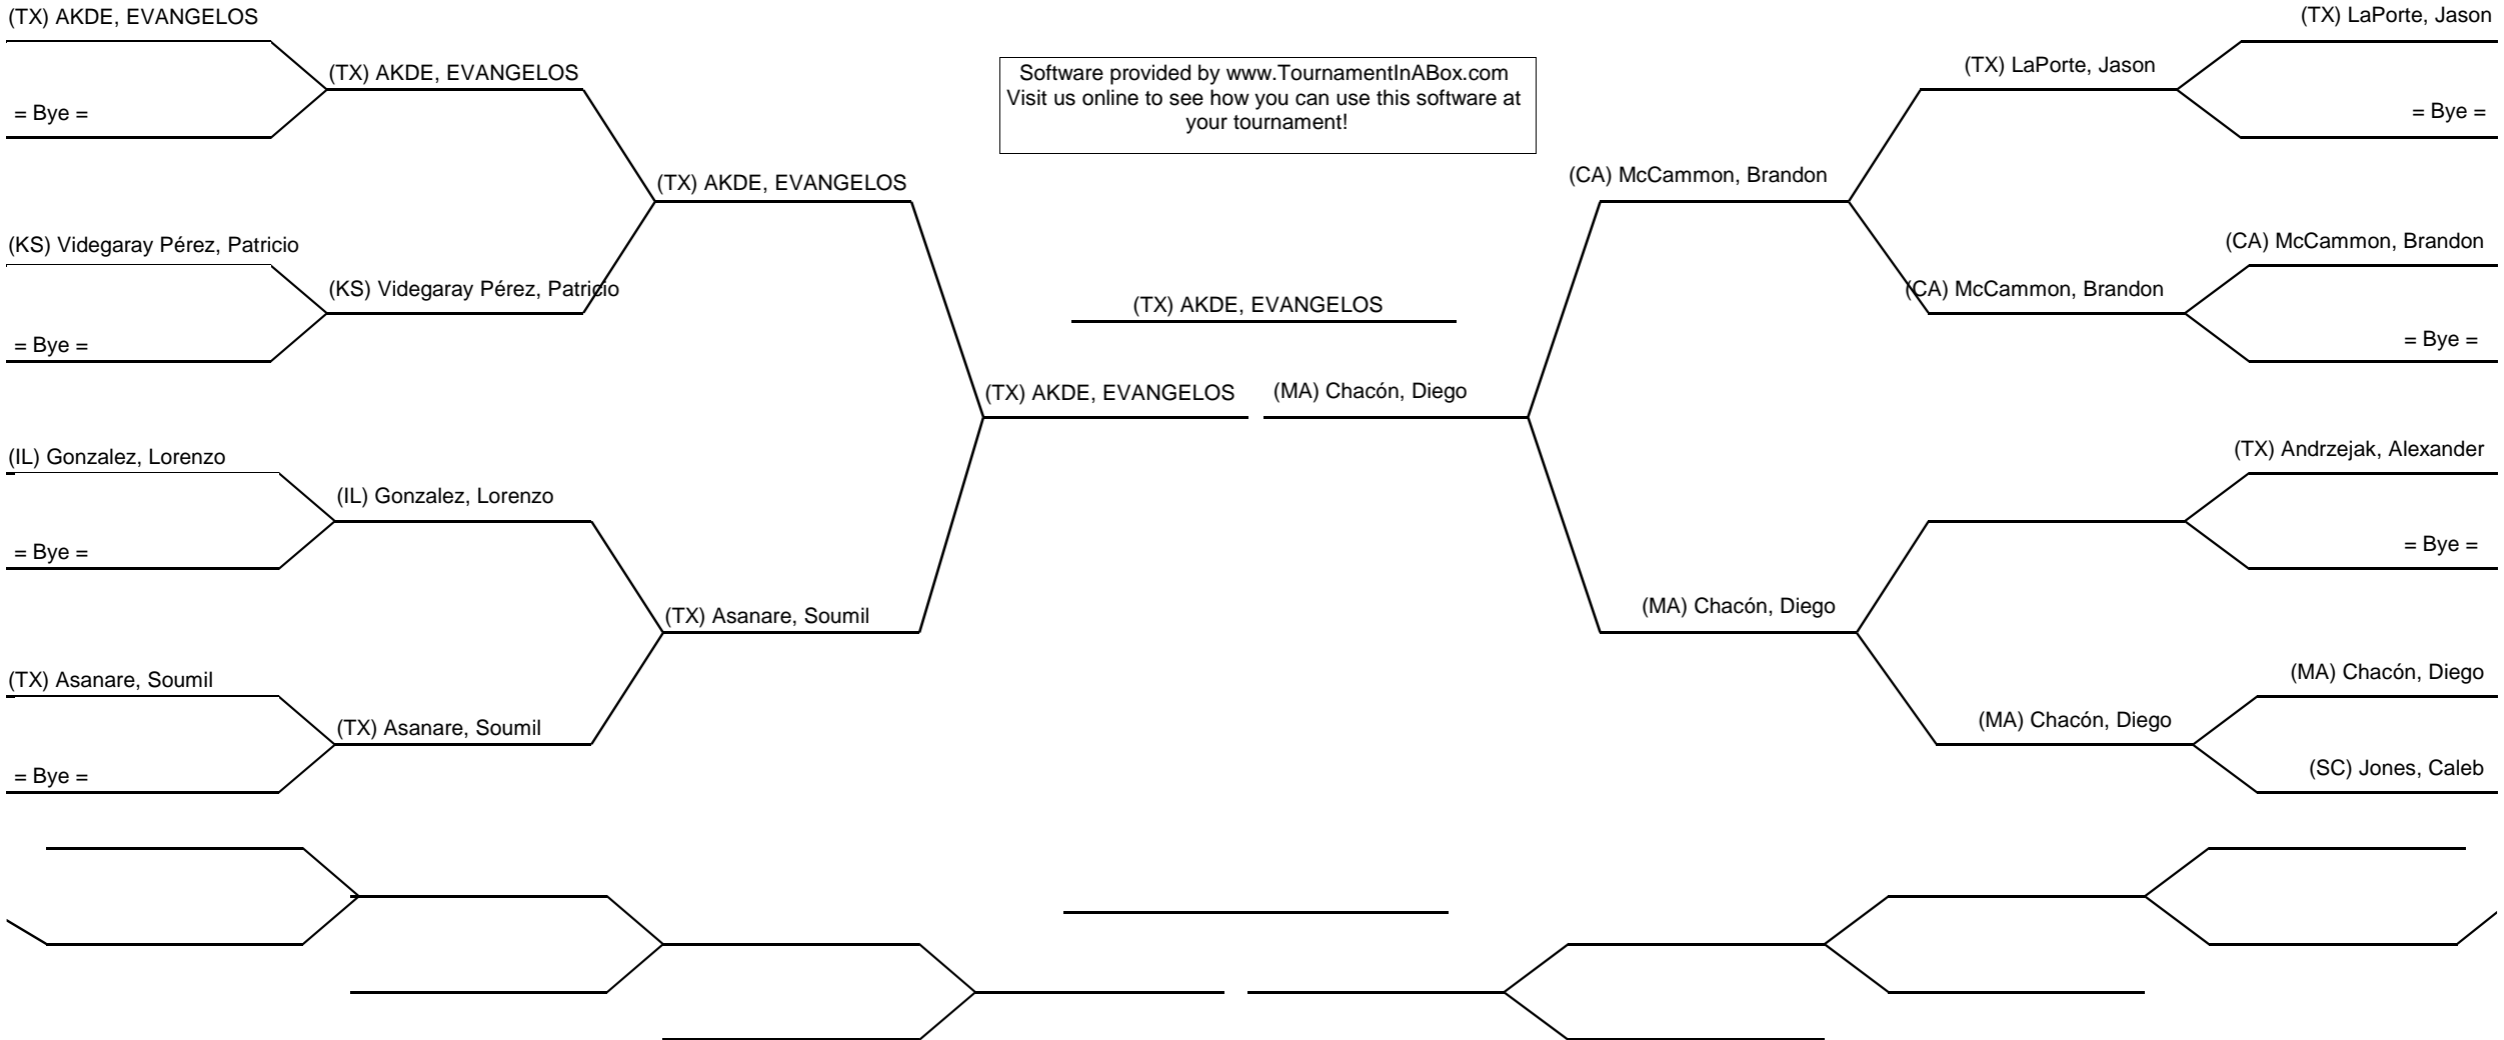 (TX) AKDE, EVANGELOS
= Bye =
(KS) Videgaray Pérez, Patricio
= Bye =
(IL) Gonzalez, Lorenzo
= Bye =
(TX) Asanare, Soumil
= Bye =
(TX) AKDE, EVANGELOS
(KS) Videgaray Pérez, Patricio
(IL) Gonzalez, Lorenzo
(TX) Asanare, Soumil
(TX) AKDE, EVANGELOS
(TX) Asanare, Soumil
(TX) AKDE, EVANGELOS
Software provided by www.TournamentInABox.com
Visit us online to see how you can use this software at
your tournament!
(TX) AKDE, EVANGELOS
(MA) Chacón, Diego
(CA) McCammon, Brandon
(MA) Chacón, Diego
(TX) LaPorte, Jason
(CA) McCammon, Brandon
(MA) Chacón, Diego
(TX) LaPorte, Jason
= Bye =
(CA) McCammon, Brandon
= Bye =
(TX) Andrzejak, Alexander
= Bye =
(MA) Chacón, Diego
(SC) Jones, Caleb